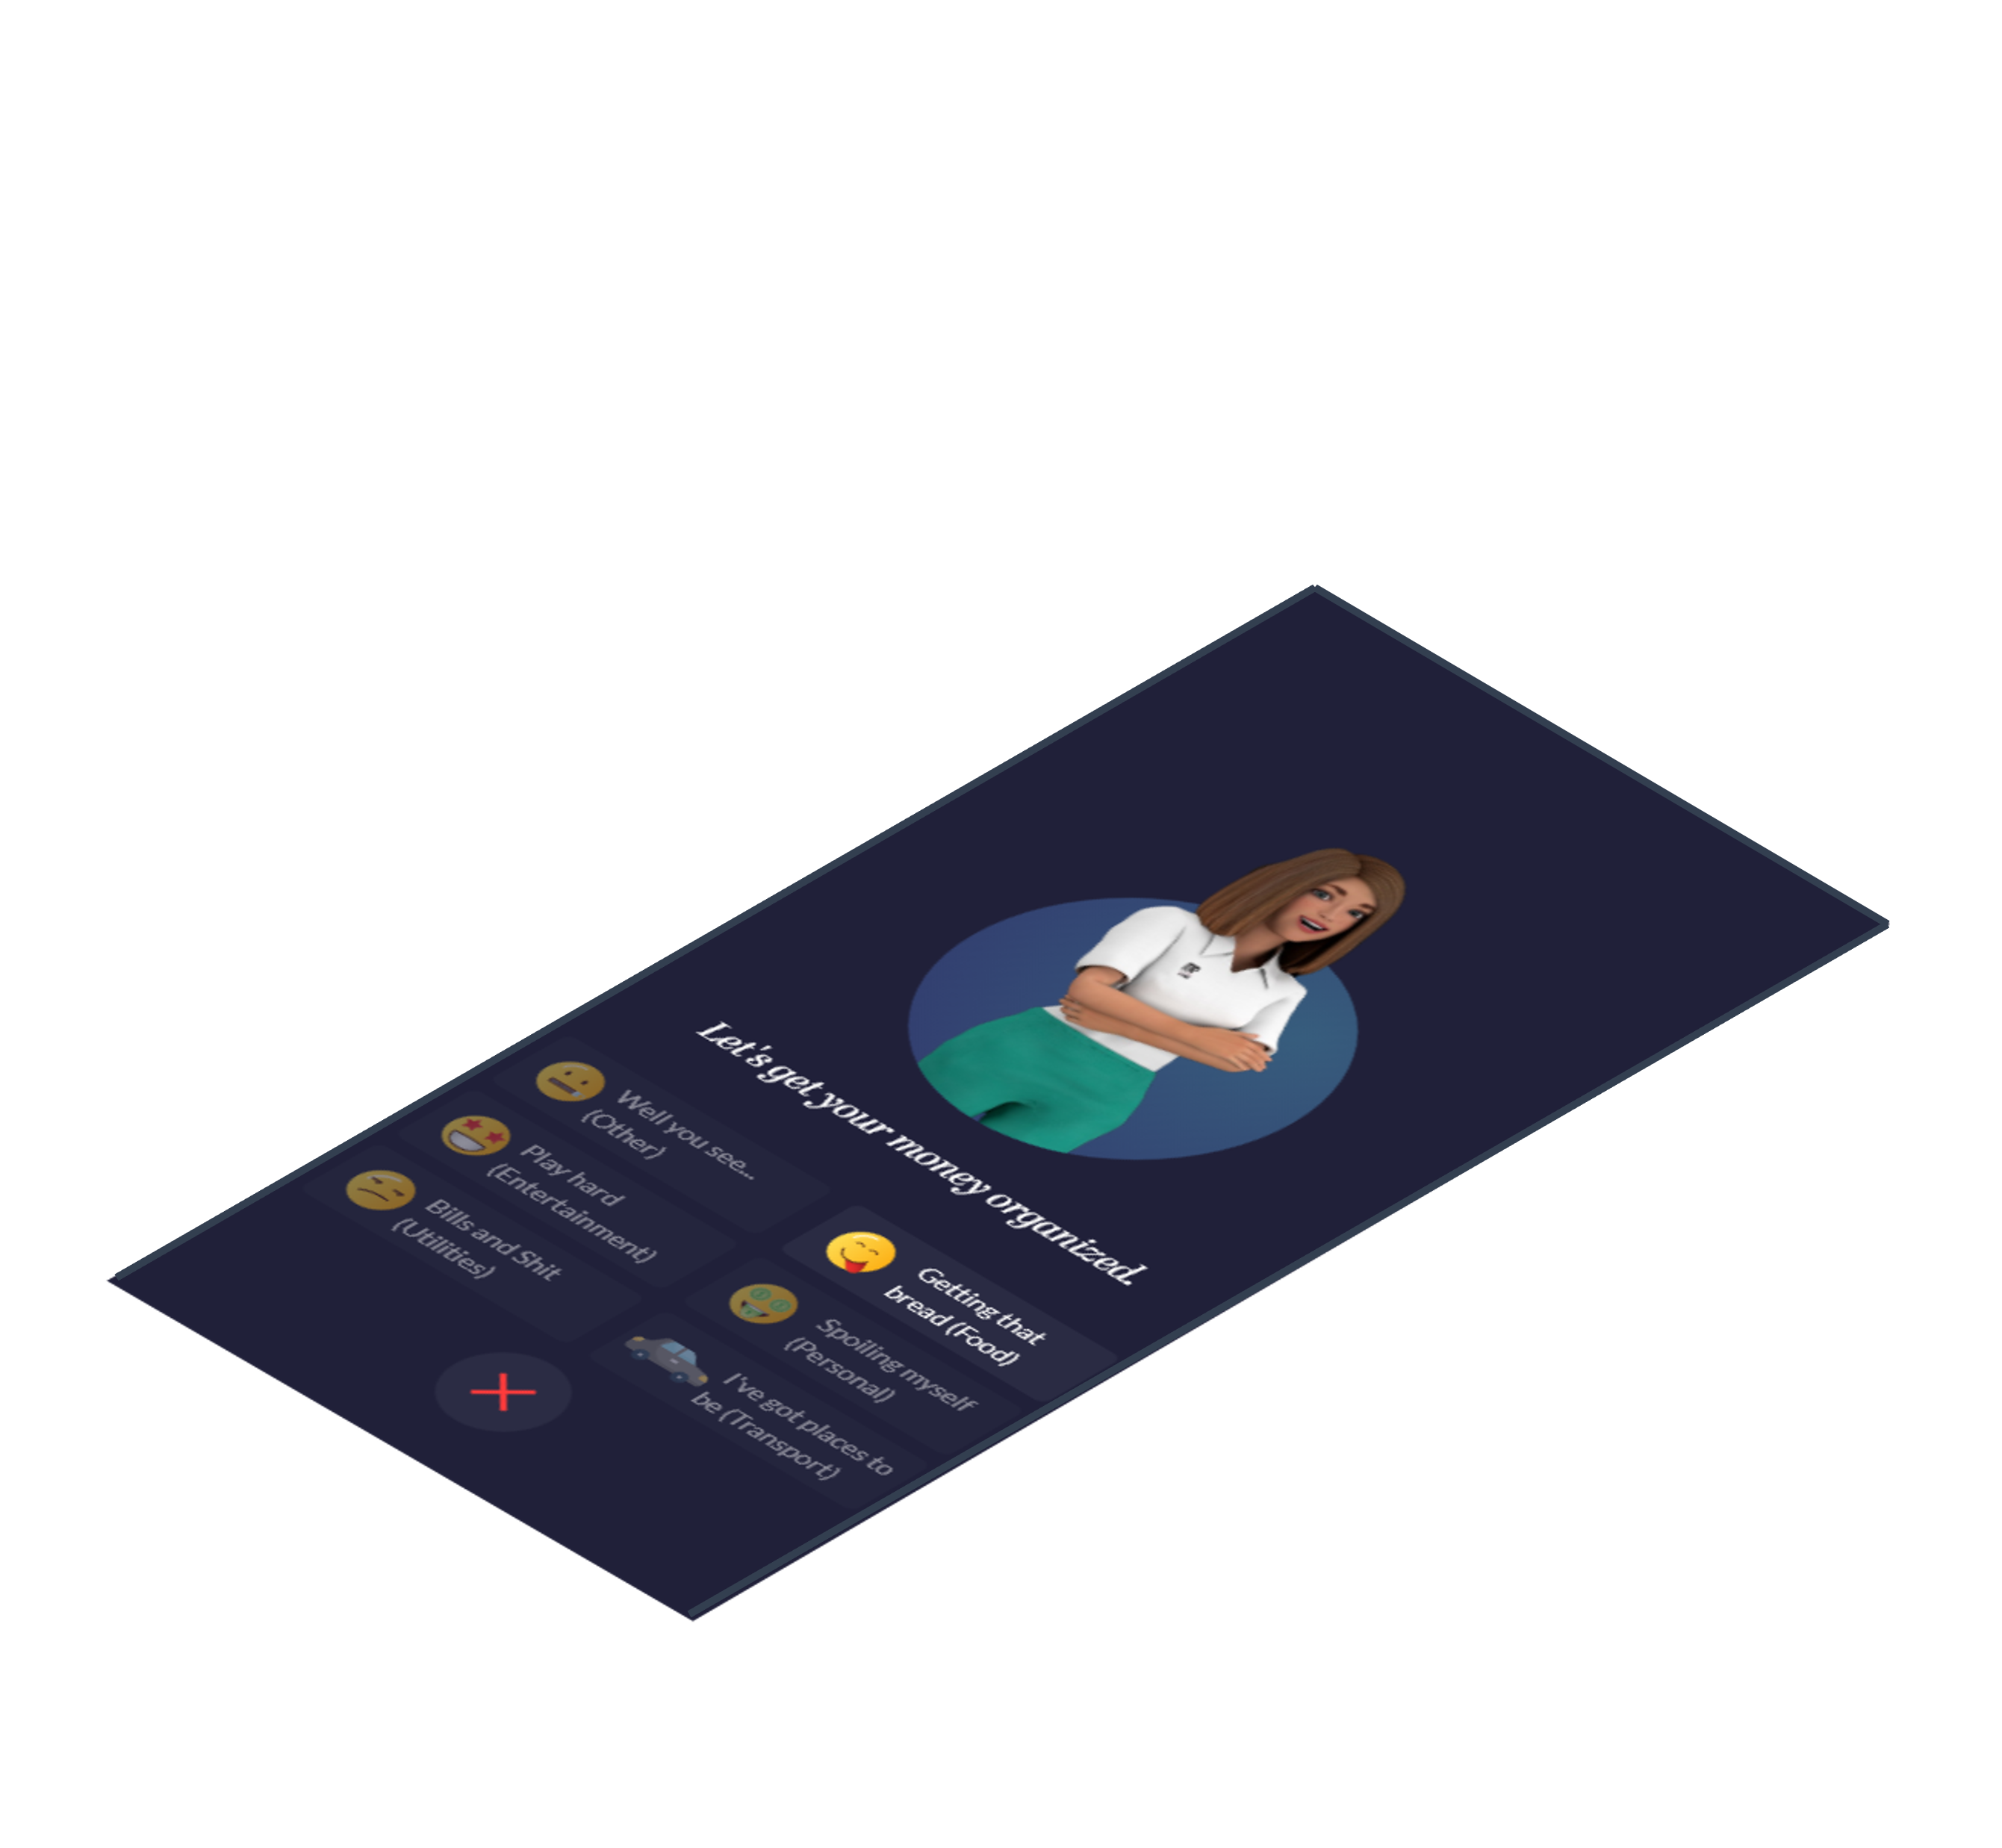 Let's get your money organized.
Well you see...
(Other)
Getting that
bread (Food)
Play hard
(Entertainment)
Spoiling myself
(Personal)
Bills and Shit
(Utilities)
I've got places to
be (Transport)